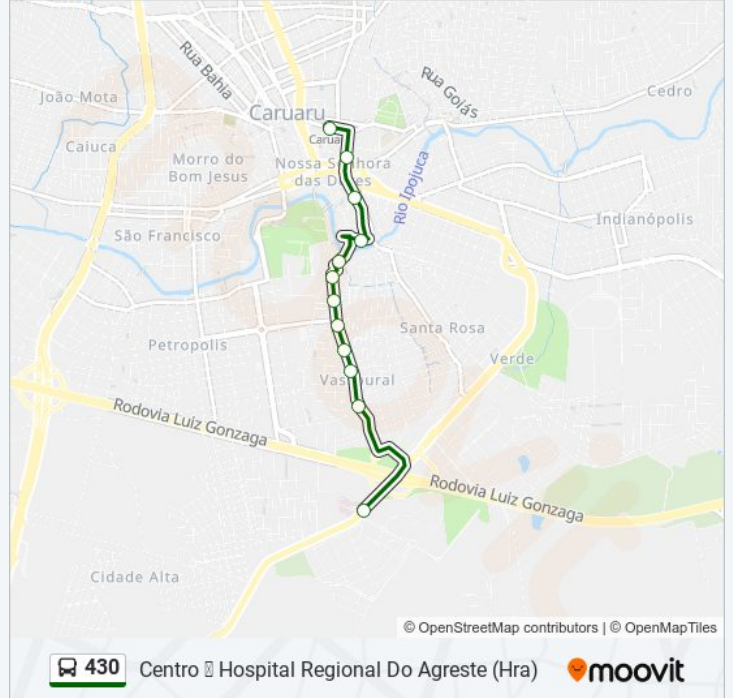 Rua Bahia
Rua Goiás
João Mota
Cedro
Caruaru
Carua
Caiuca
Morro do
Bom Jesus
Nossa Senhora
das Dores
Rio Ipojuca
Indianópolis
São Francisco
Santa Rosa
Petropolis
Verde
Vassoural
Rodovia Luiz Gonzaga
Rodovia Luiz Gonzaga
Cidade Alta
© OpenStreetMap contributors | © OpenMapTiles
430 Centro Hospital Regional Do Agreste (Hra) moovit